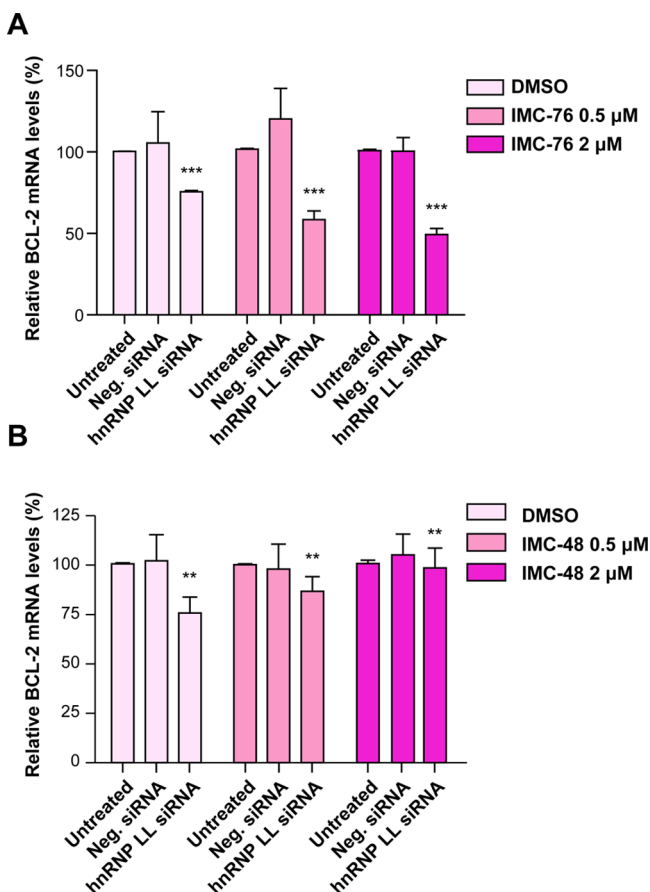 A
Relative BCL-2 mRNA levels (%)
150
100
50
0
***
***
***
Untreated
Neg. siRNA
hnRNP LL siRNA
Untreated
Neg. siRNA
hnRNP LL siRNA
Untreated
Neg. siRNA
hnRNP LL siRNA
DMSO
IMC-76 0.5 µM
IMC-76 2 µM
B
Relative BCL-2 mRNA levels (%)
125
100
75
50
25
0
**
**
**
Untreated
Neg. siRNA
hnRNP LL siRNA
Untreated
Neg. siRNA
hnRNP LL siRNA
Untreated
Neg. siRNA
hnRNP LL siRNA
DMSO
IMC-48 0.5 µM
IMC-48 2 µM